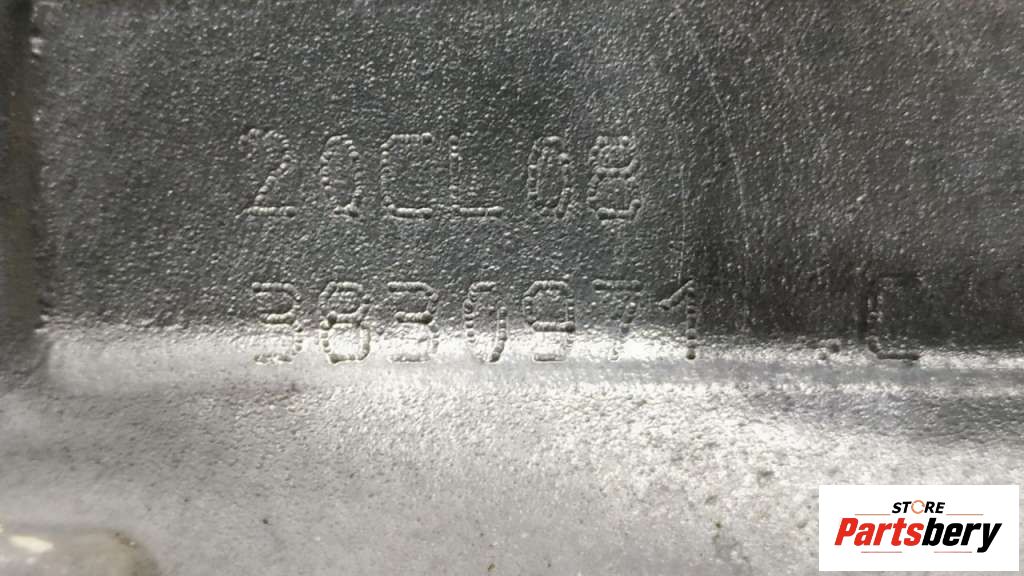 20CL08
3830971 .C
STORE
Partsbery